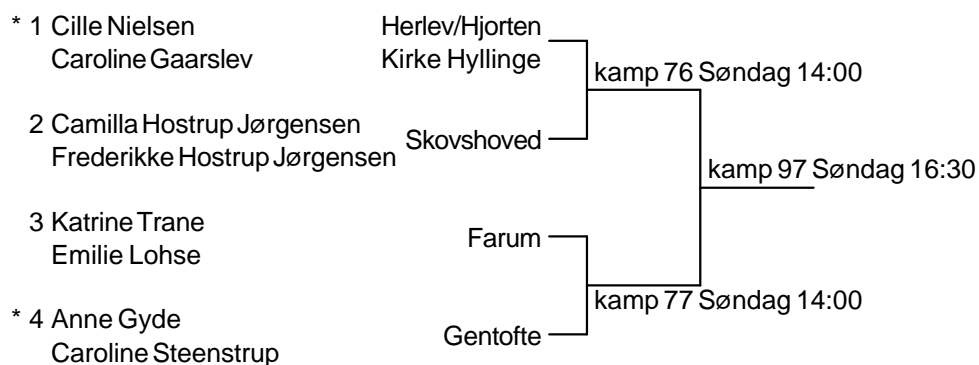 * 1 Cille Nielsen Herlev/Hjorten
Caroline Gaarslev Kirke Hyllinge
kamp 76 Søndag 14:00
2 Camilla Hostrup Jørgensen
Skovshoved
Frederikke Hostrup Jørgensen
kamp 97 Søndag 16:30
3 Katrine Trane
Farum
Emilie Lohse
kamp 77 Søndag 14:00
* 4 Anne Gyde
Gentofte
Caroline Steenstrup